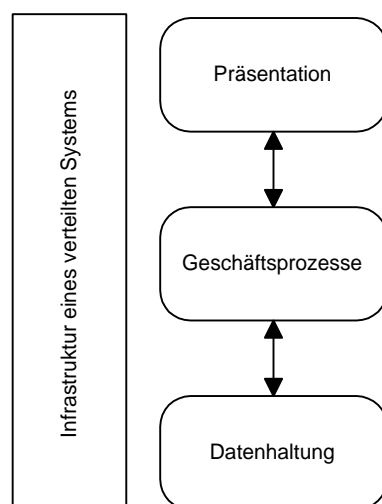 Infrastruktur eines verteilten Systems
Präsentation
Geschäftsprozesse
Datenhaltung